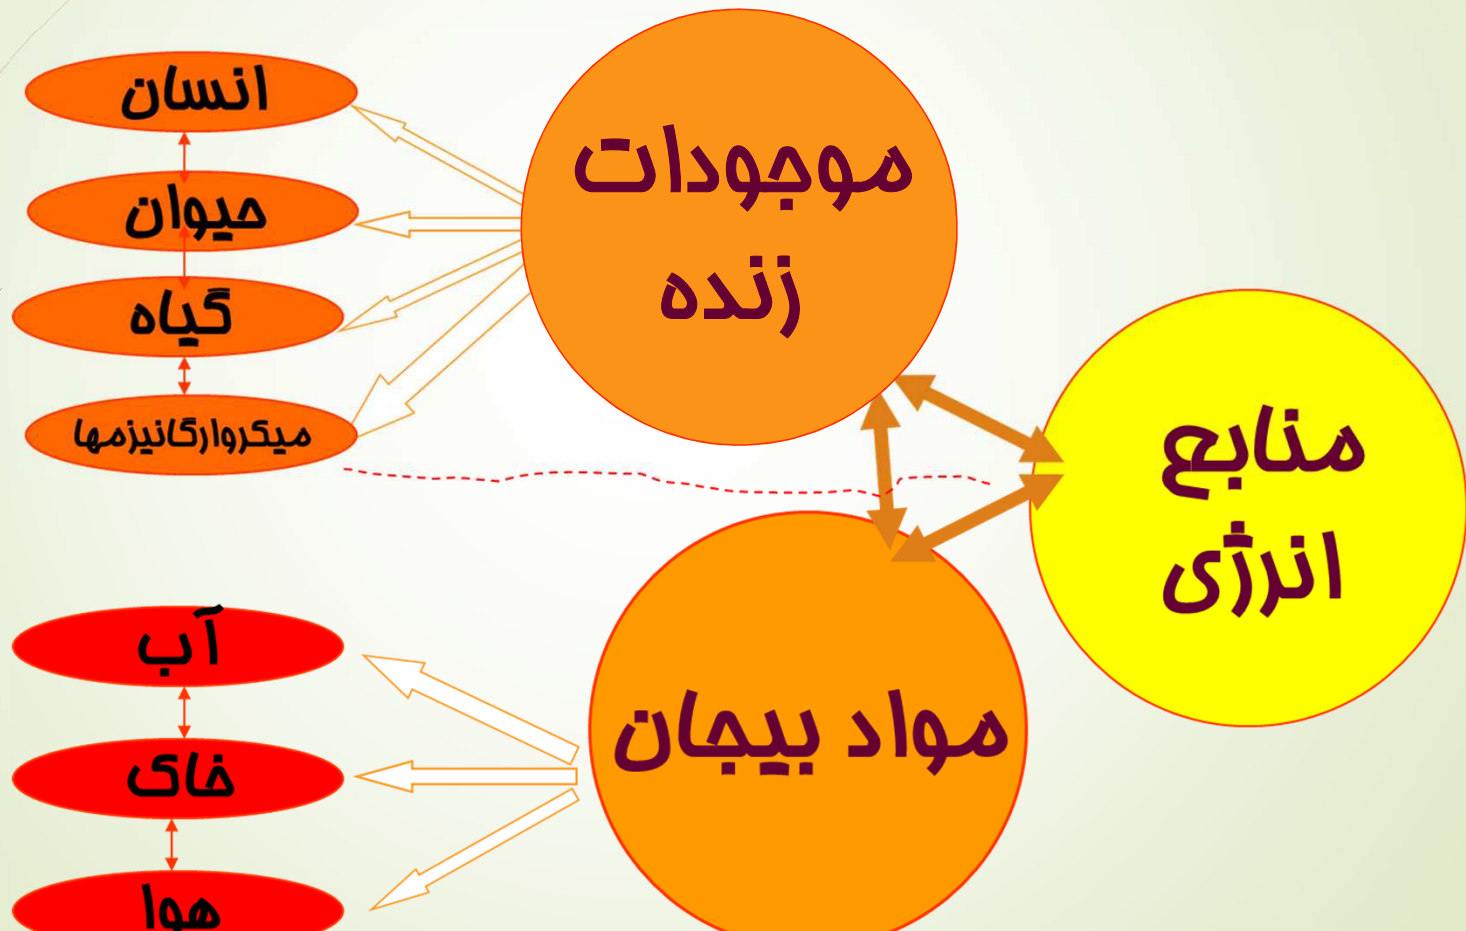 موجودات
زنده
انسان
حیوان
گیاه
میکروارگانیزمها
منابع
انرژی
مواد بیجان
آب
خاک
هوا